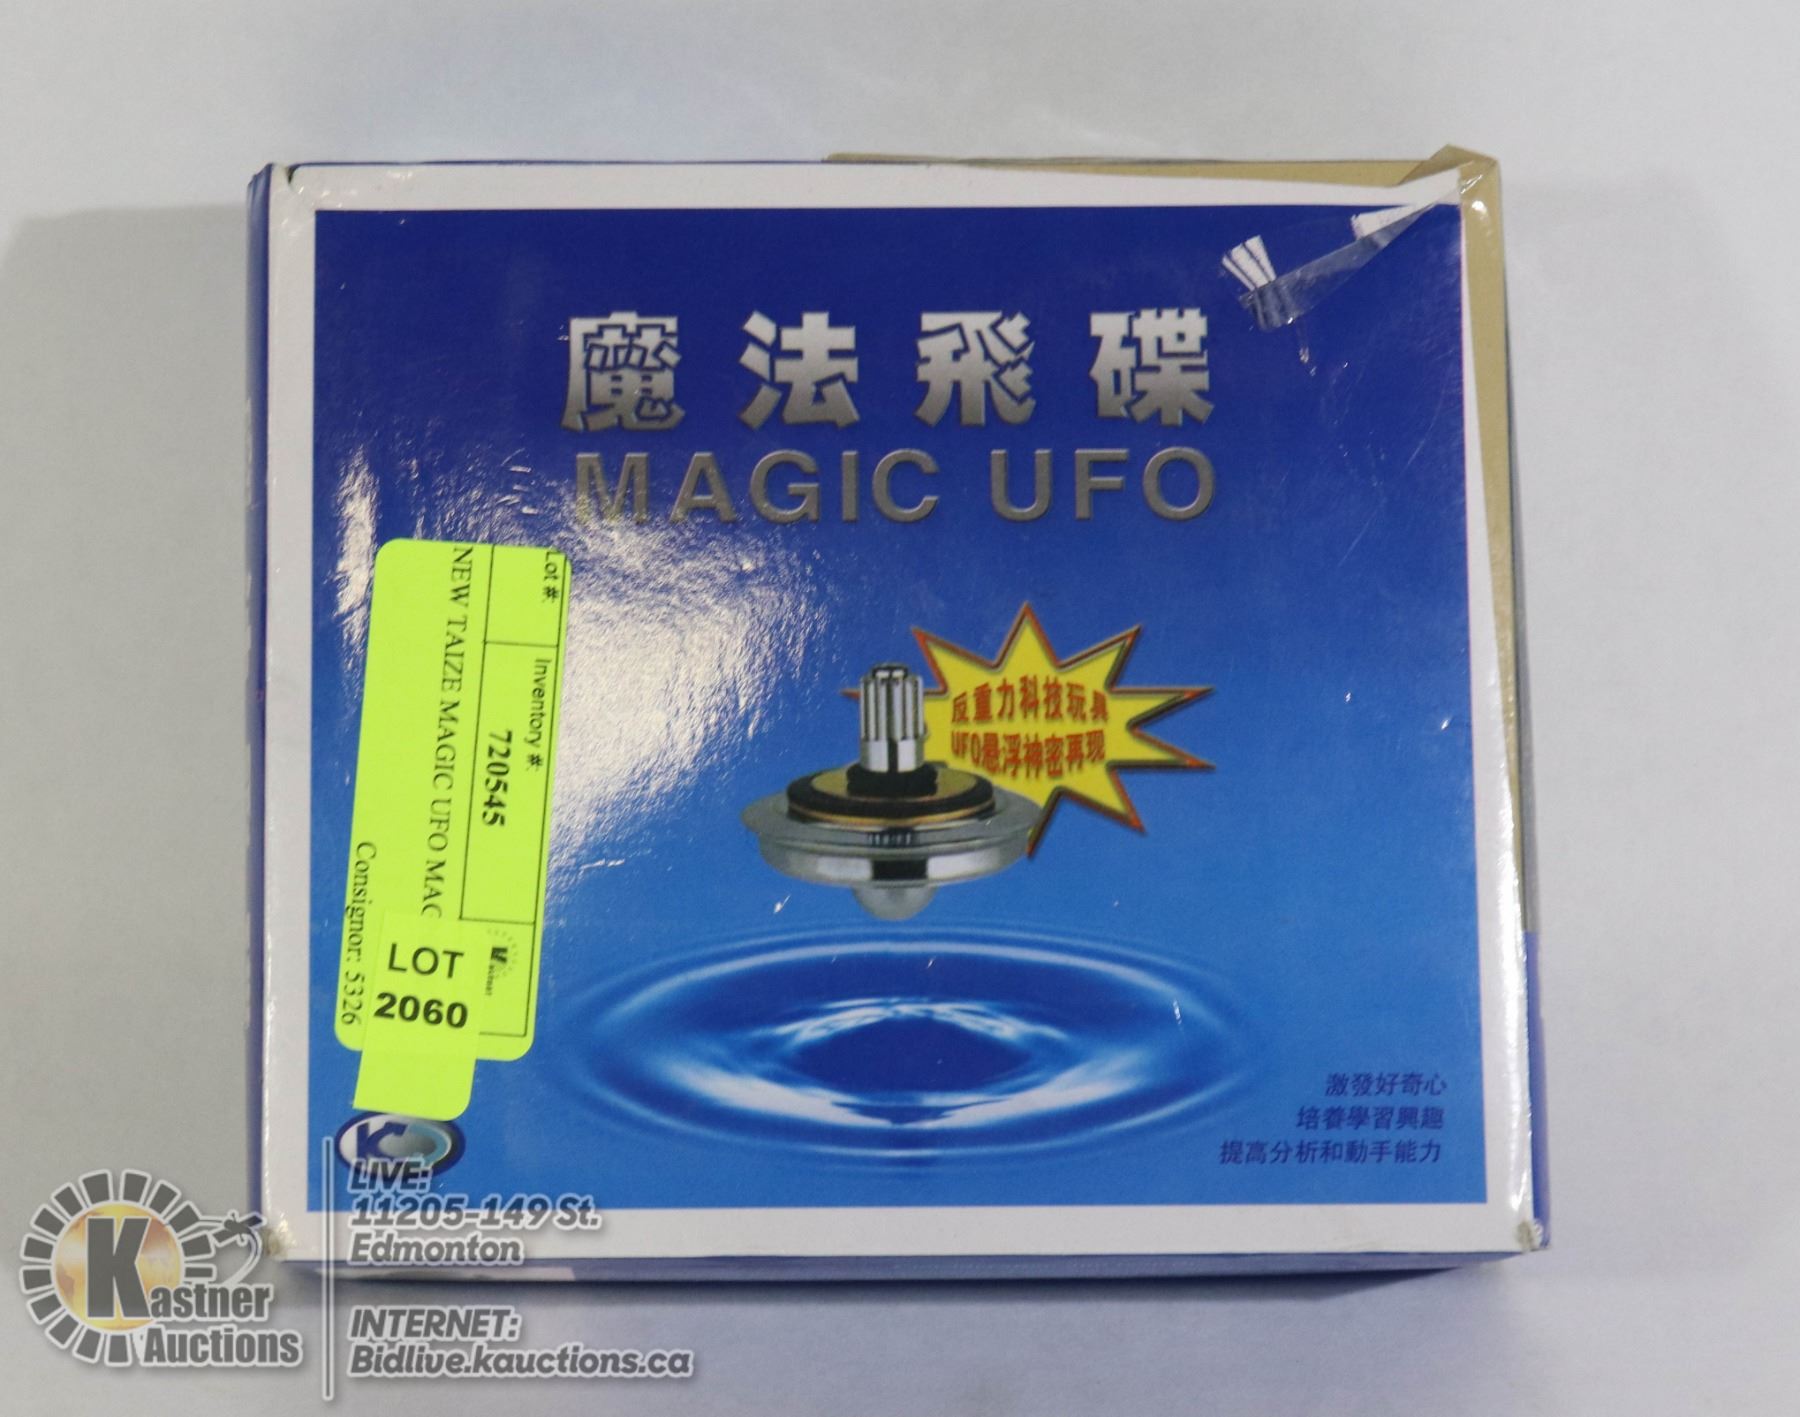 魔法飛碟
MAGIC UFO
反重力科技玩具
UFO悬浮神密再现
Lot #:
Inventory #:
720545
NEW TAIZE MAGIC UFO MAG
Consignor: 5326
LOT
2060
激發好奇心
培養學習興趣
提高分析和動手能力
Kastner
Auctions
LIVE:
11205-149 St.
Edmonton
INTERNET:
Bidlive.kauctions.ca